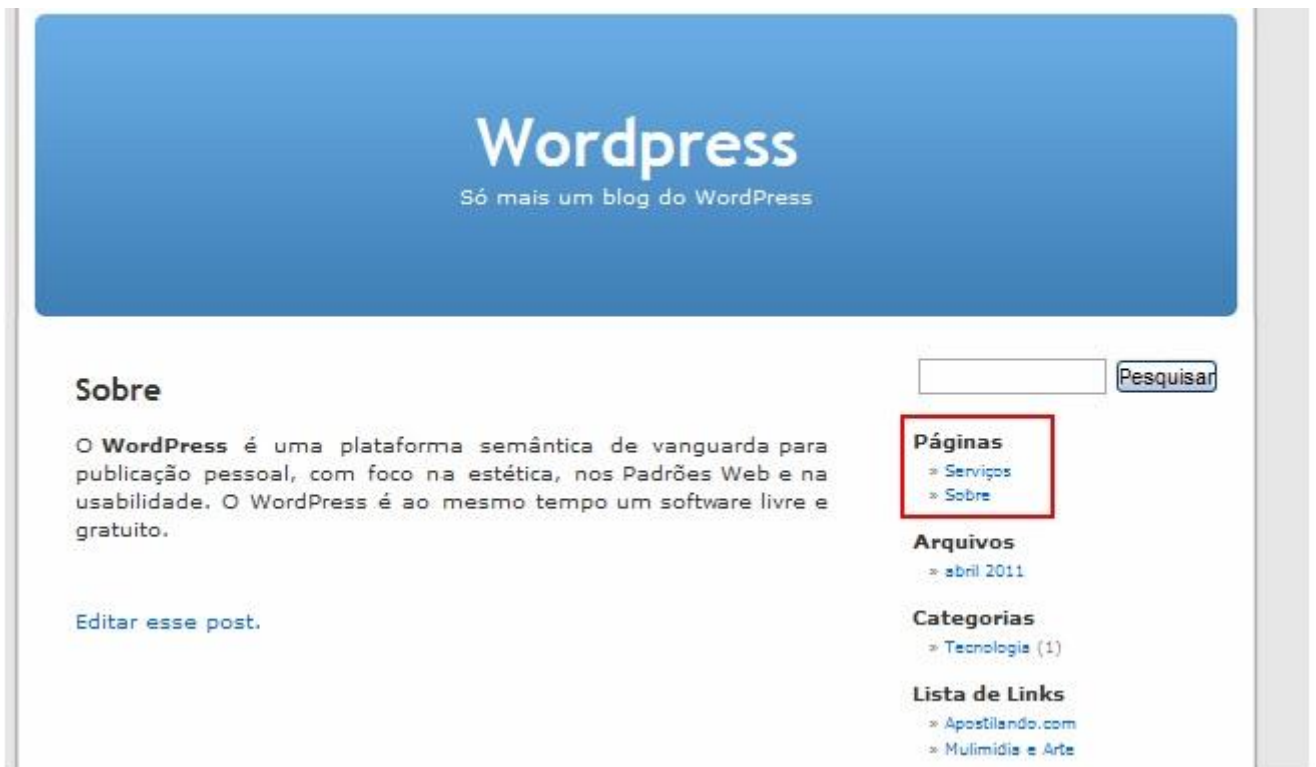 Wordpress
Só mais um blog do WordPress
Sobre
O WordPress é uma plataforma semântica de vanguarda para
publicação pessoal, com foco na estética, nos Padrões Web e na
usabilidade. O WordPress é ao mesmo tempo um software livre e
gratuito.
Editar esse post.
Pesquisar
Páginas
» Serviços
» Sobre
Arquivos
» abril 2011
Categorias
» Tecnologia (1)
Lista de Links
» Apostilando.com
» Mulimidia e Arte